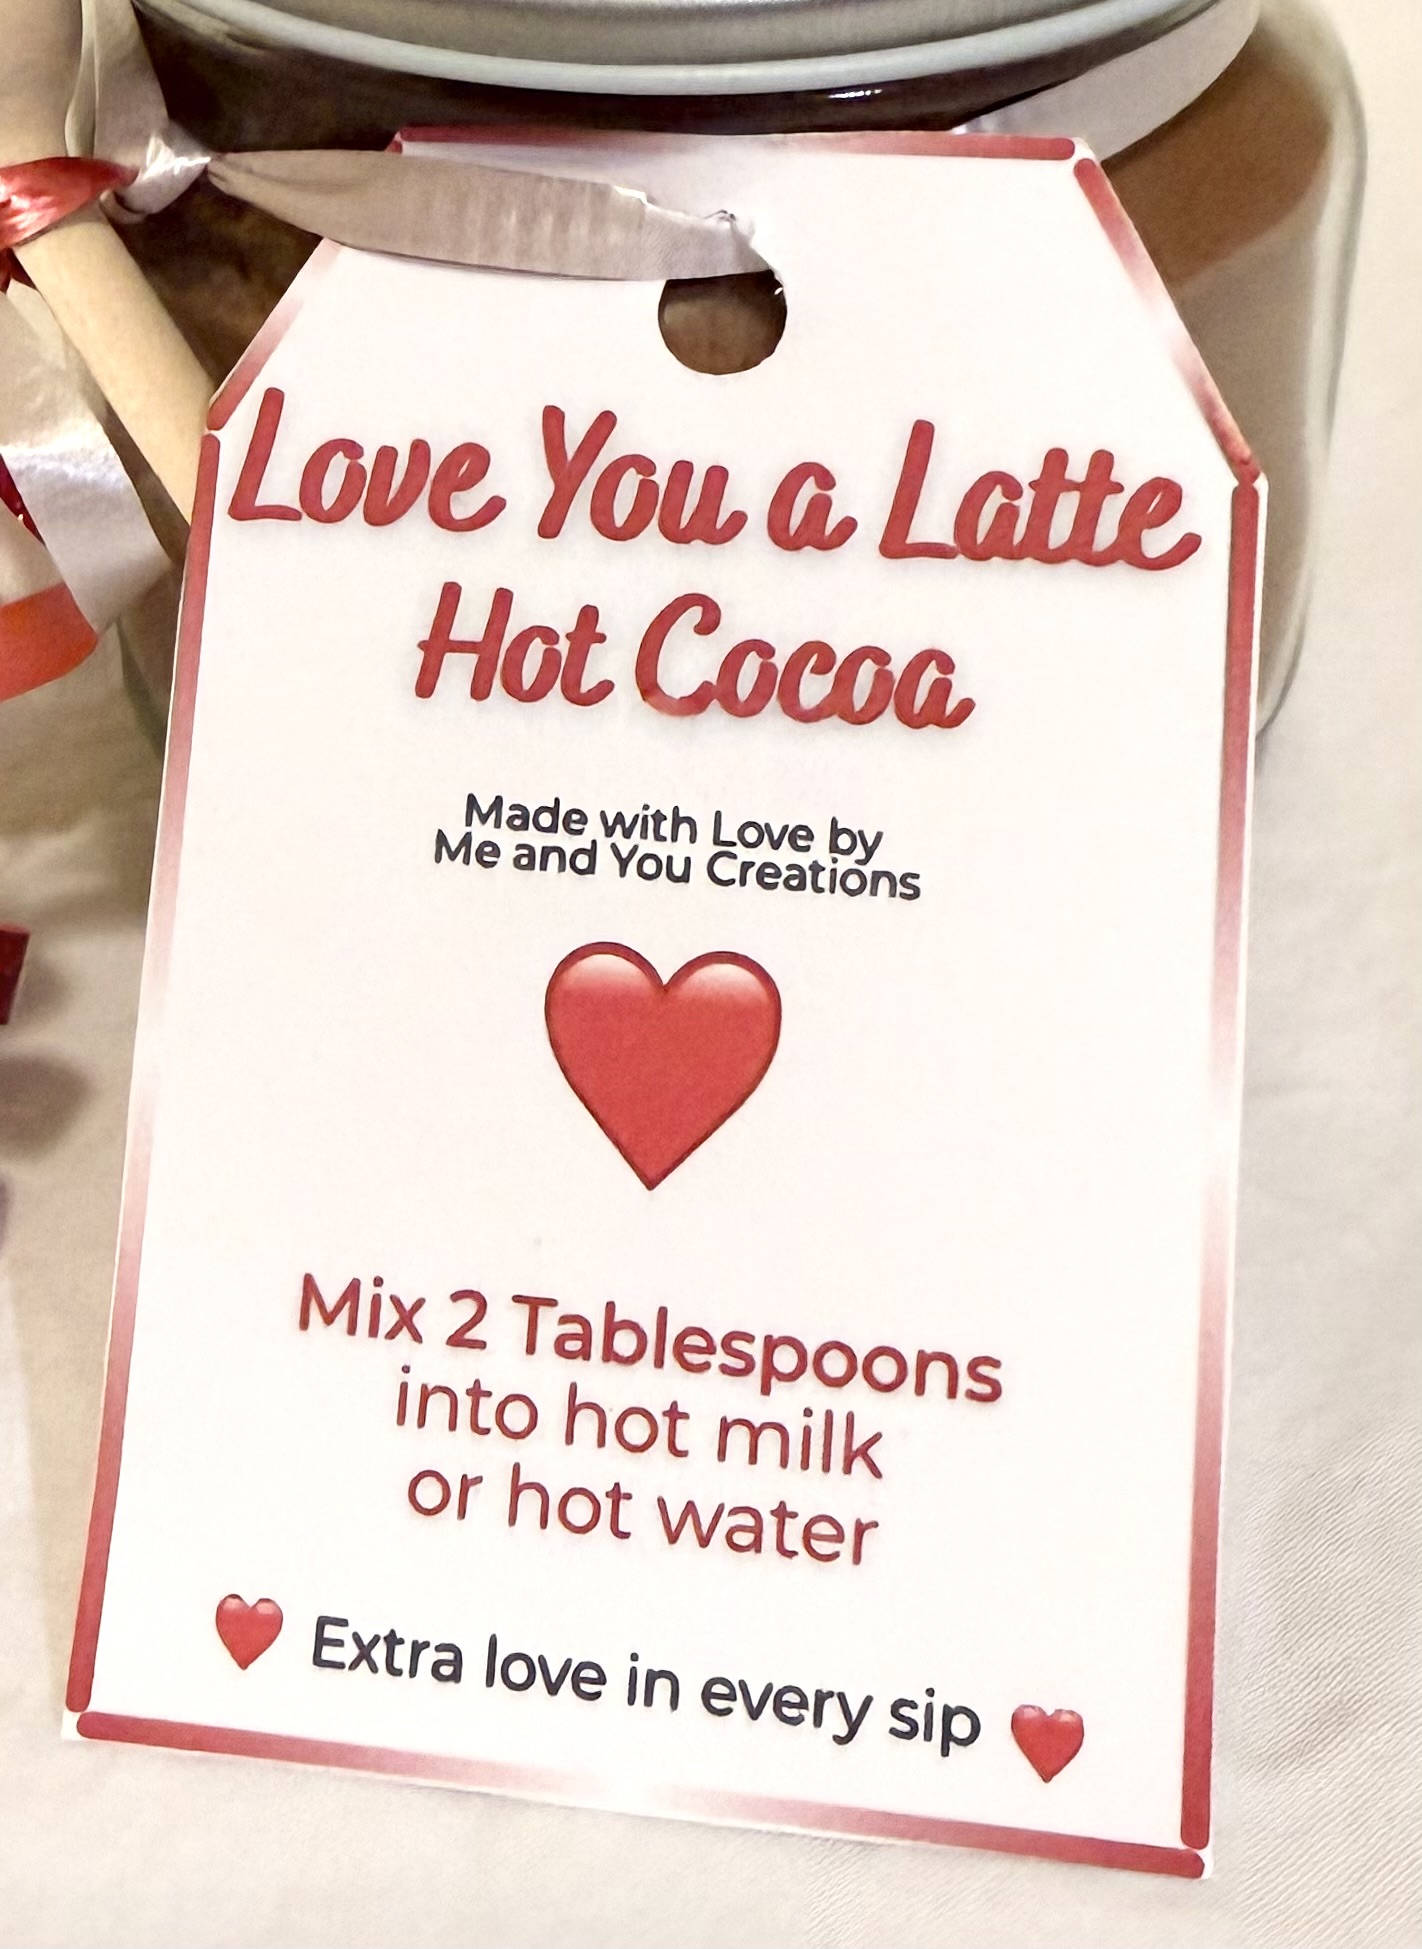 Love You a Latte
Hot Cocoa
Made with Love by
Me and You Creations
Mix 2 Tablespoons
into hot milk
or hot water
Extra love in every sip